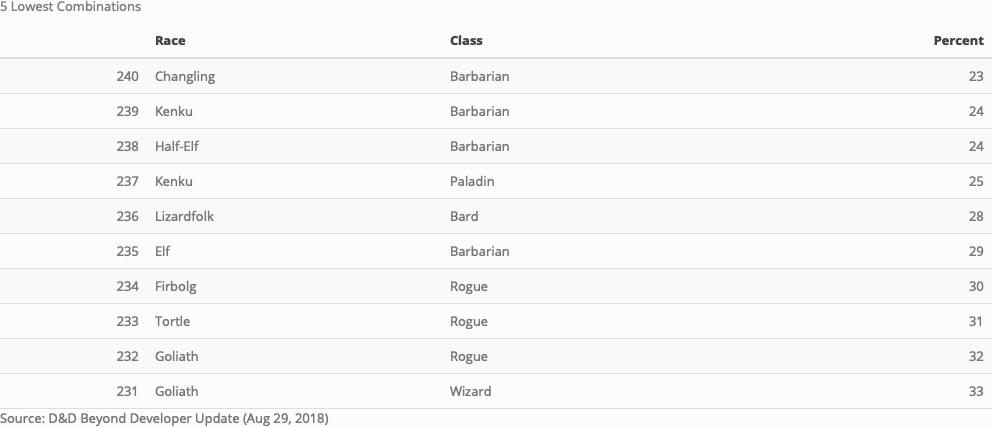 5 Lowest Combinations
Race Class Percent
240 Changling Barbarian 23
239 Kenku Barbarian 24
238 Half-Elf Barbarian 24
237 Kenku Paladin 25
236 Lizardfolk Bard 28
235 Elf Barbarian 29
234 Firbolg Rogue 30
233 Tortle Rogue 31
232 Goliath Rogue 32
231 Goliath Wizard 33
Source: D&D Beyond Developer Update (Aug 29, 2018)